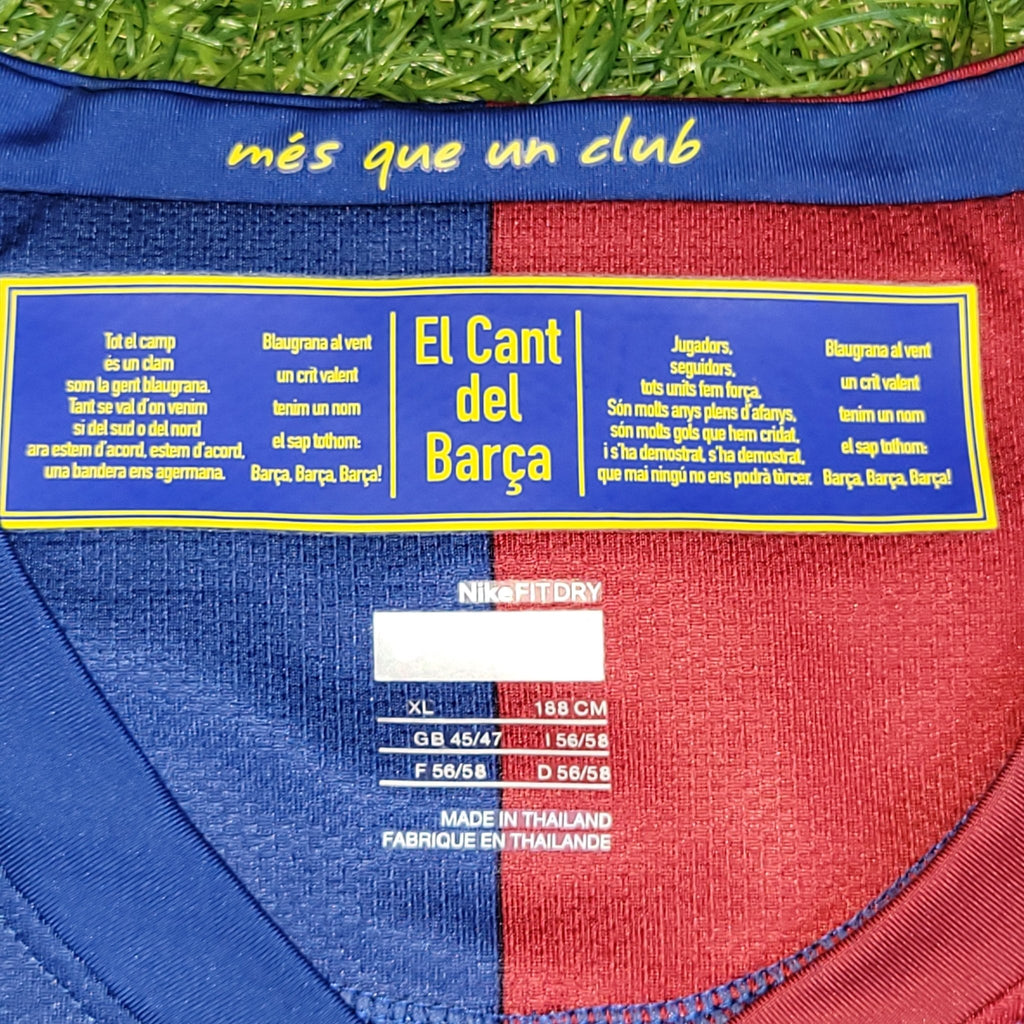 més que un club
Tot el camp
és un clam
som la gent blaugrana.
Tant se val d'on venim
si del sud o del nord
ara estem d'acord, estem d'acord,
una bandera ens agermana.
Blaugrana al vent
un crit valent
tenim un nom
el sap tothom:
Barça, Barça, Barça!
El Cant
del
Barça
Jugadors,
seguidors,
tots units fem força.
Són molts anys plens d'afanys,
són molts gols que hem cridat,
i s'ha demostrat, s'ha demostrat,
que mai ningú no ens podrà tòrcer.
Blaugrana al vent
un crit valent
tenim un nom
el sap tothom:
Barça, Barça, Barça!
NikeFITDRY
XL 188 CM
GB 45/47 I 56/58
F 56/58 D 56/58
MADE IN THAILAND
FABRIQUE EN THAILANDE